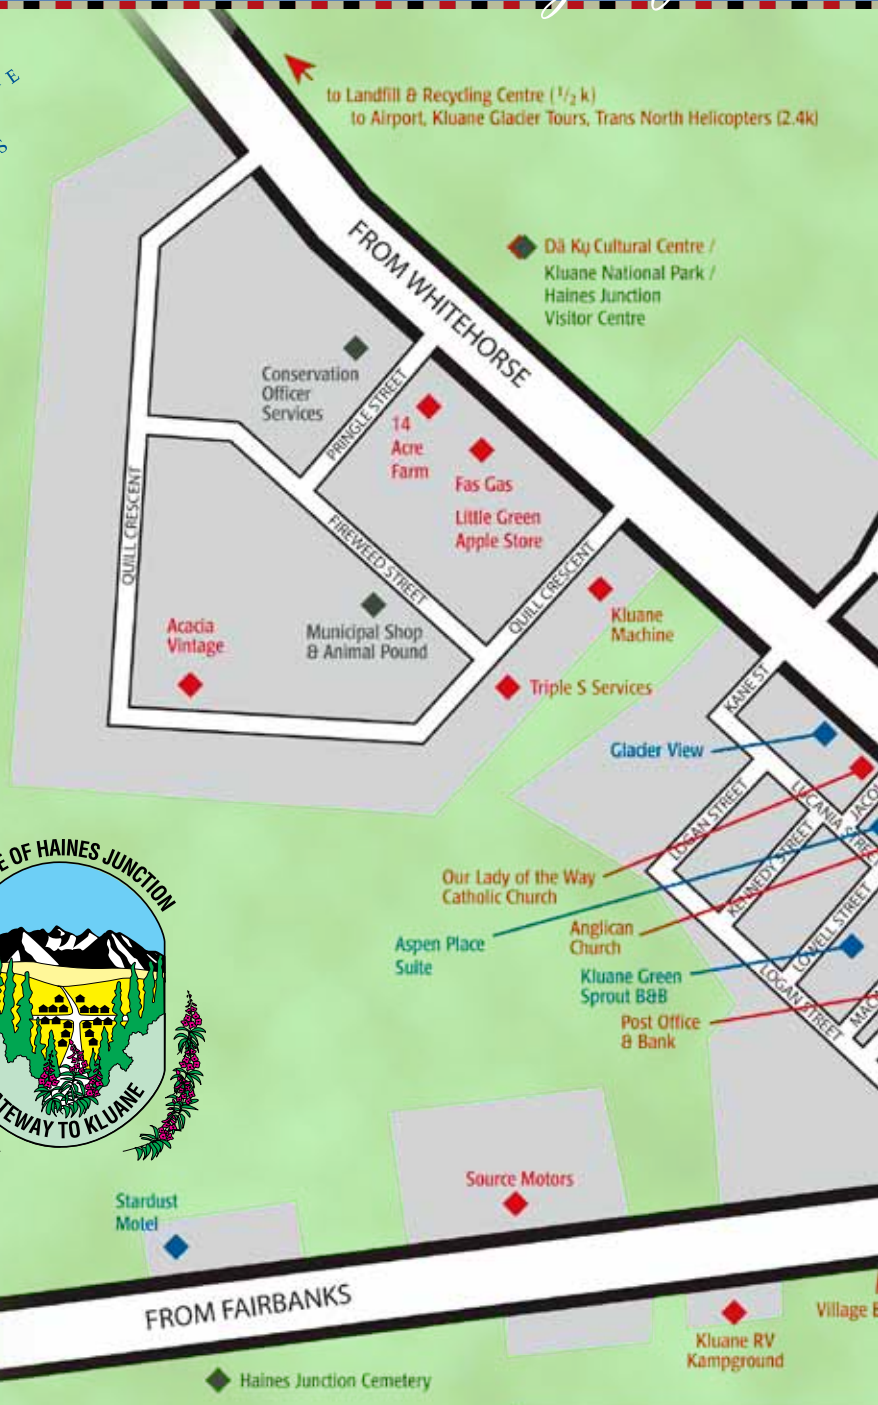 to Landfill & Recycling Centre (1/2 k)
to Airport, Kluane Glacier Tours, Trans North Helicopters (2.4k)
FROM WHITEHORSE
Dä Kų Cultural Centre /
Kluane National Park /
Haines Junction
Visitor Centre
Conservation
Officer
Services
PRINGLE STREET
14
Acre
Farm
Fas Gas
Little Green
Apple Store
QUILL CRESCENT
FIREWEED STREET
QUILL CRESCENT
Acacia
Vintage
Municipal Shop
& Animal Pound
Kluane
Machine
Triple S Services
KANE ST
Glacier View
LOGAN STREET
LUCANIA STREET
KENNEDY STREET
LOWELL STREET
LOGAN STREET
Our Lady of the Way
Catholic Church
Aspen Place
Suite
Anglican
Church
Kluane Green
Sprout B&B
Post Office
& Bank
OF HAINES JUNCTION
TEWAY TO KLUANE
Source Motors
Stardust
Motel
FROM FAIRBANKS
Village
Kluane RV
Kampground
Haines Junction Cemetery